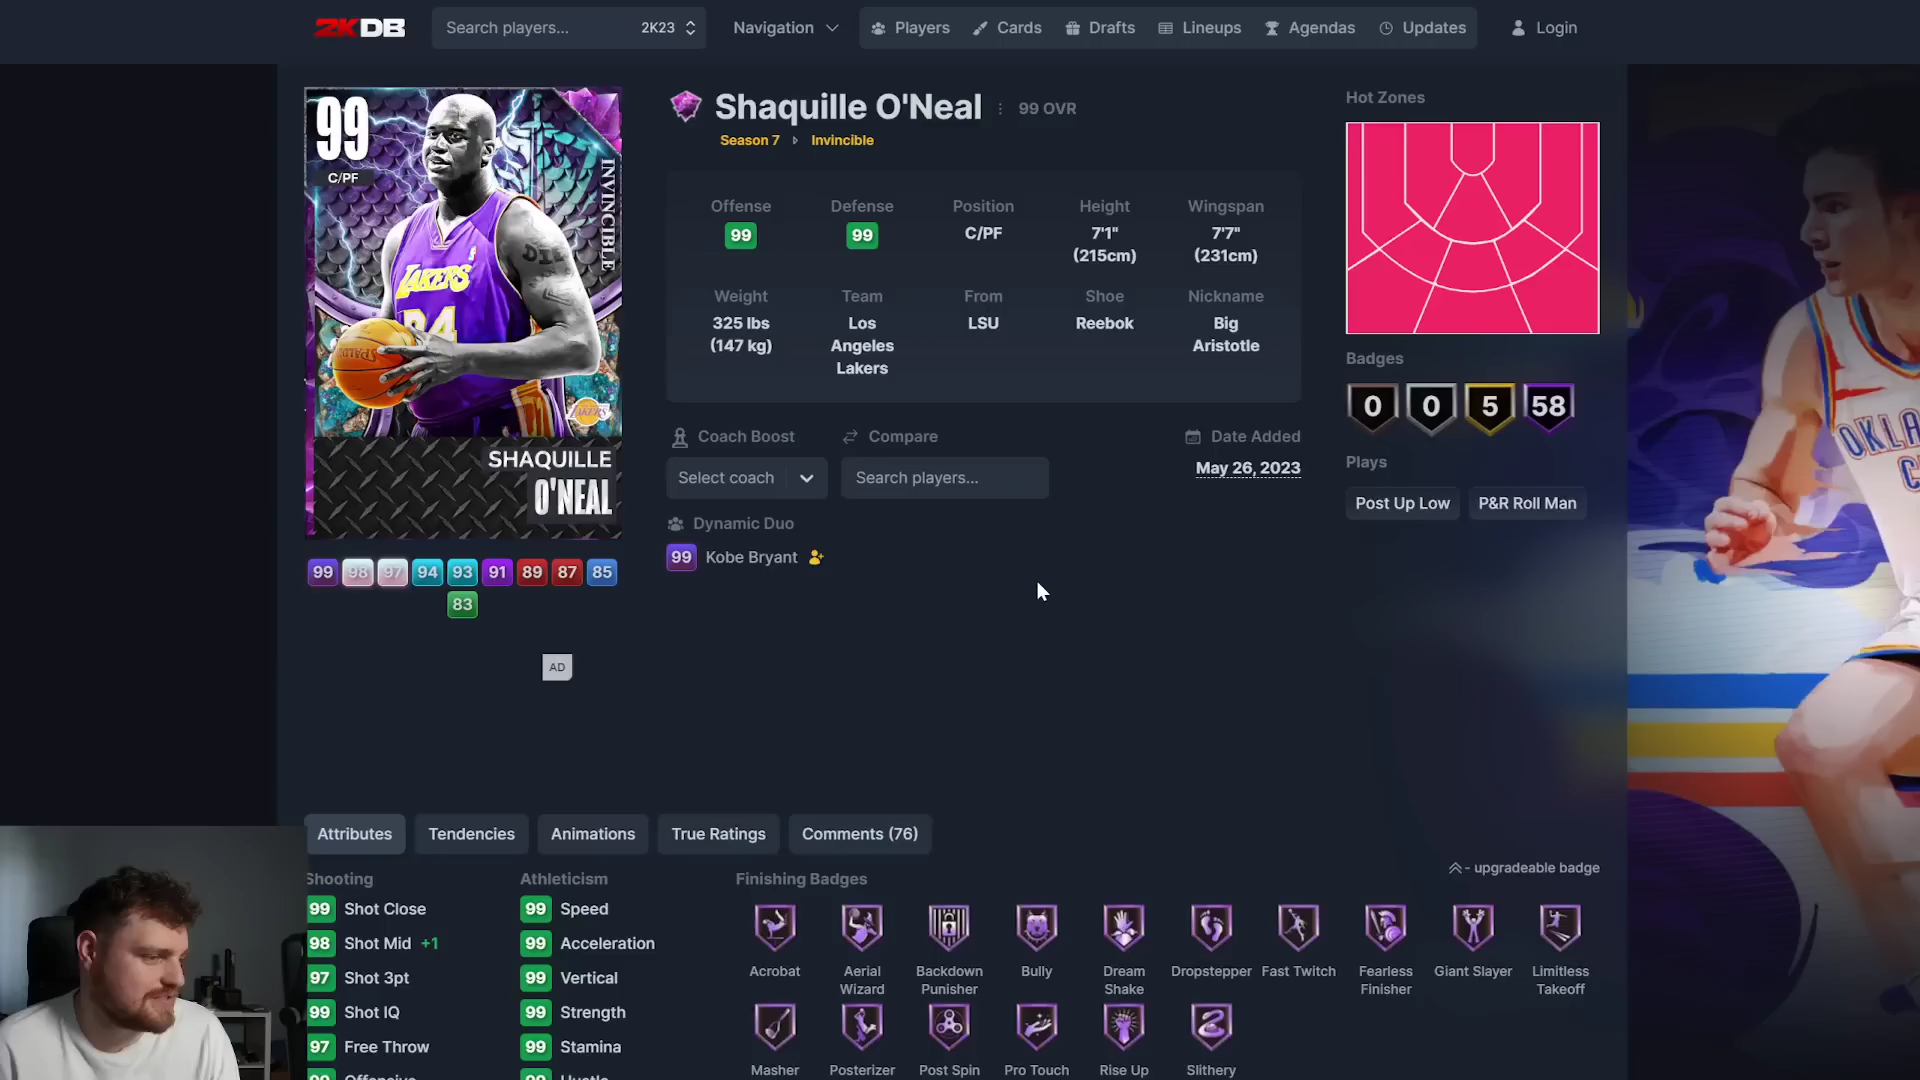 2KDB
Search players...
2K23
Navigation
Players
Cards
Drafts
Lineups
Agendas
Updates
Login
99
C/PF
INVINCIBLE
LAKERS
SPALDING
LAKERS
SHAQUILLE
O'NEAL
99 98 97 94 93 91 89 87 85
83
AD
Shaquille O'Neal
99 OVR
Season 7
Invincible
Offense
99
Defense
99
Position
C/PF
Height
7'1"
(215cm)
Wingspan
7'7"
(231cm)
Weight
325 lbs
(147 kg)
Team
Los
Angeles
Lakers
From
LSU
Shoe
Reebok
Nickname
Big
Aristotle
Coach Boost
Select coach
Compare
Search players...
Date Added
May 26, 2023
Dynamic Duo
99 Kobe Bryant
Hot Zones
Badges
0 0 5 58
Plays
Post Up Low
P&R Roll Man
Attributes
Tendencies
Animations
True Ratings
Comments (76)
- upgradeable badge
Shooting
99 Shot Close
98 Shot Mid +1
97 Shot 3pt
99 Shot IQ
97 Free Throw
99 Offensive
Athleticism
99 Speed
99 Acceleration
99 Vertical
99 Strength
99 Stamina
99 Hustle
Finishing Badges
Acrobat
Aerial
Wizard
Backdown
Punisher
Bully
Dream
Shake
Dropstepper
Fast Twitch
Fearless
Finisher
Giant Slayer
Limitless
Takeoff
Masher
Posterizer
Post Spin
Pro Touch
Rise Up
Slithery